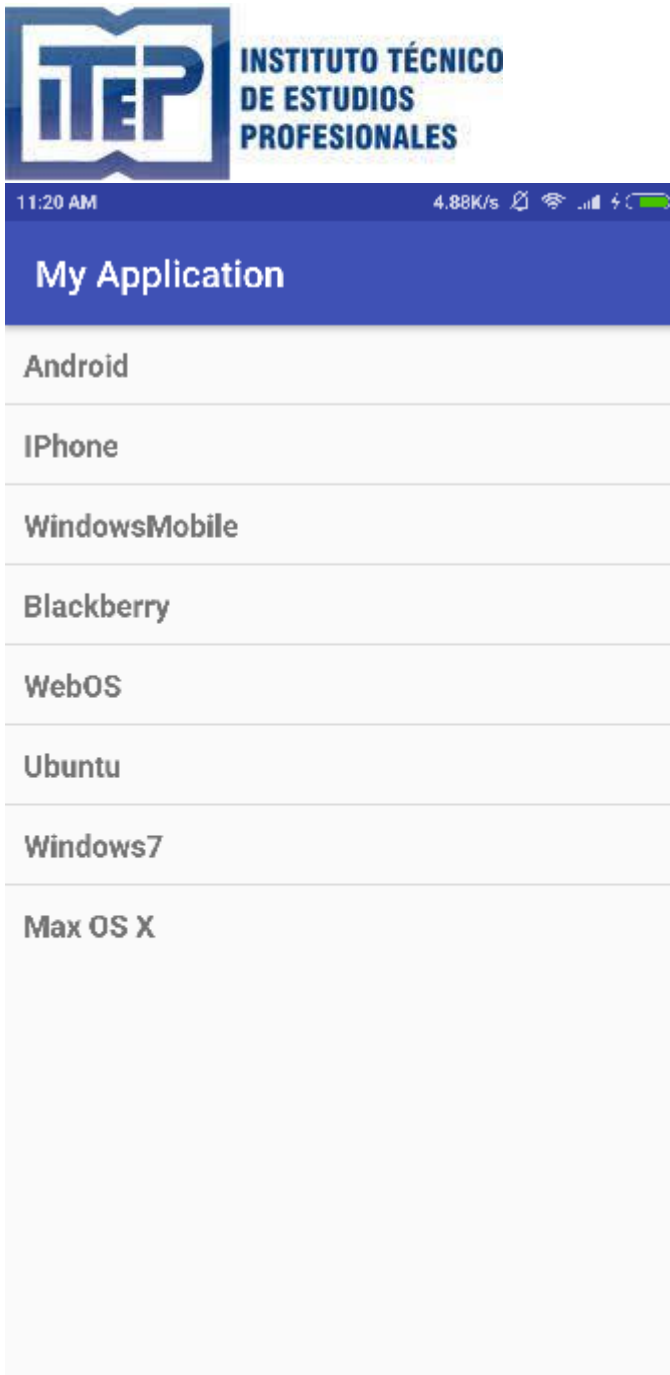 iTEP
INSTITUTO TÉCNICO
DE ESTUDIOS
PROFESIONALES
11:20 AM 4.88K/s
My Application
Android
IPhone
WindowsMobile
Blackberry
WebOS
Ubuntu
Windows7
Max OS X